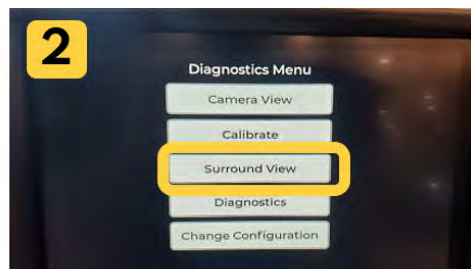 2
Diagnostics Menu
Camera View
Calibrate
Surround View
Diagnostics
Change Configuration